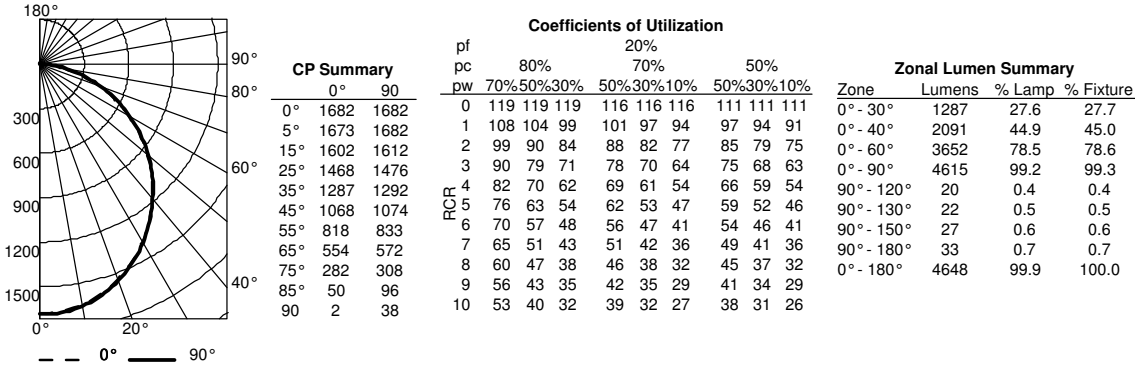 180°
90°
80°
300
600
60°
900
1200
1500
40°
0° 20°
0° 90°
CP Summary
0° 90
0° 1682 1682
5° 1673 1682
15° 1602 1612
25° 1468 1476
35° 1287 1292
45° 1068 1074
55° 818 833
65° 554 572
75° 282 308
85° 50 96
90 2 38
Coefficients of Utilization
pf 20%
pc 80% 70% 50%
pw 70%50%30% 50%30%10% 50%30%10%
RCR
0 119 119 119 116 116 116 111 111 111
1 108 104 99 101 97 94 97 94 91
2 99 90 84 88 82 77 85 79 75
3 90 79 71 78 70 64 75 68 63
4 82 70 62 69 61 54 66 59 54
5 76 63 54 62 53 47 59 52 46
6 70 57 48 56 47 41 54 46 41
7 65 51 43 51 42 36 49 41 36
8 60 47 38 46 38 32 45 37 32
9 56 43 35 42 35 29 41 34 29
10 53 40 32 39 32 27 38 31 26
Zonal Lumen Summary
Zone Lumens % Lamp % Fixture
0° - 30° 1287 27.6 27.7
0° - 40° 2091 44.9 45.0
0° - 60° 3652 78.5 78.6
0° - 90° 4615 99.2 99.3
90° - 120° 20 0.4 0.4
90° - 130° 22 0.5 0.5
90° - 150° 27 0.6 0.6
90° - 180° 33 0.7 0.7
0° - 180° 4648 99.9 100.0